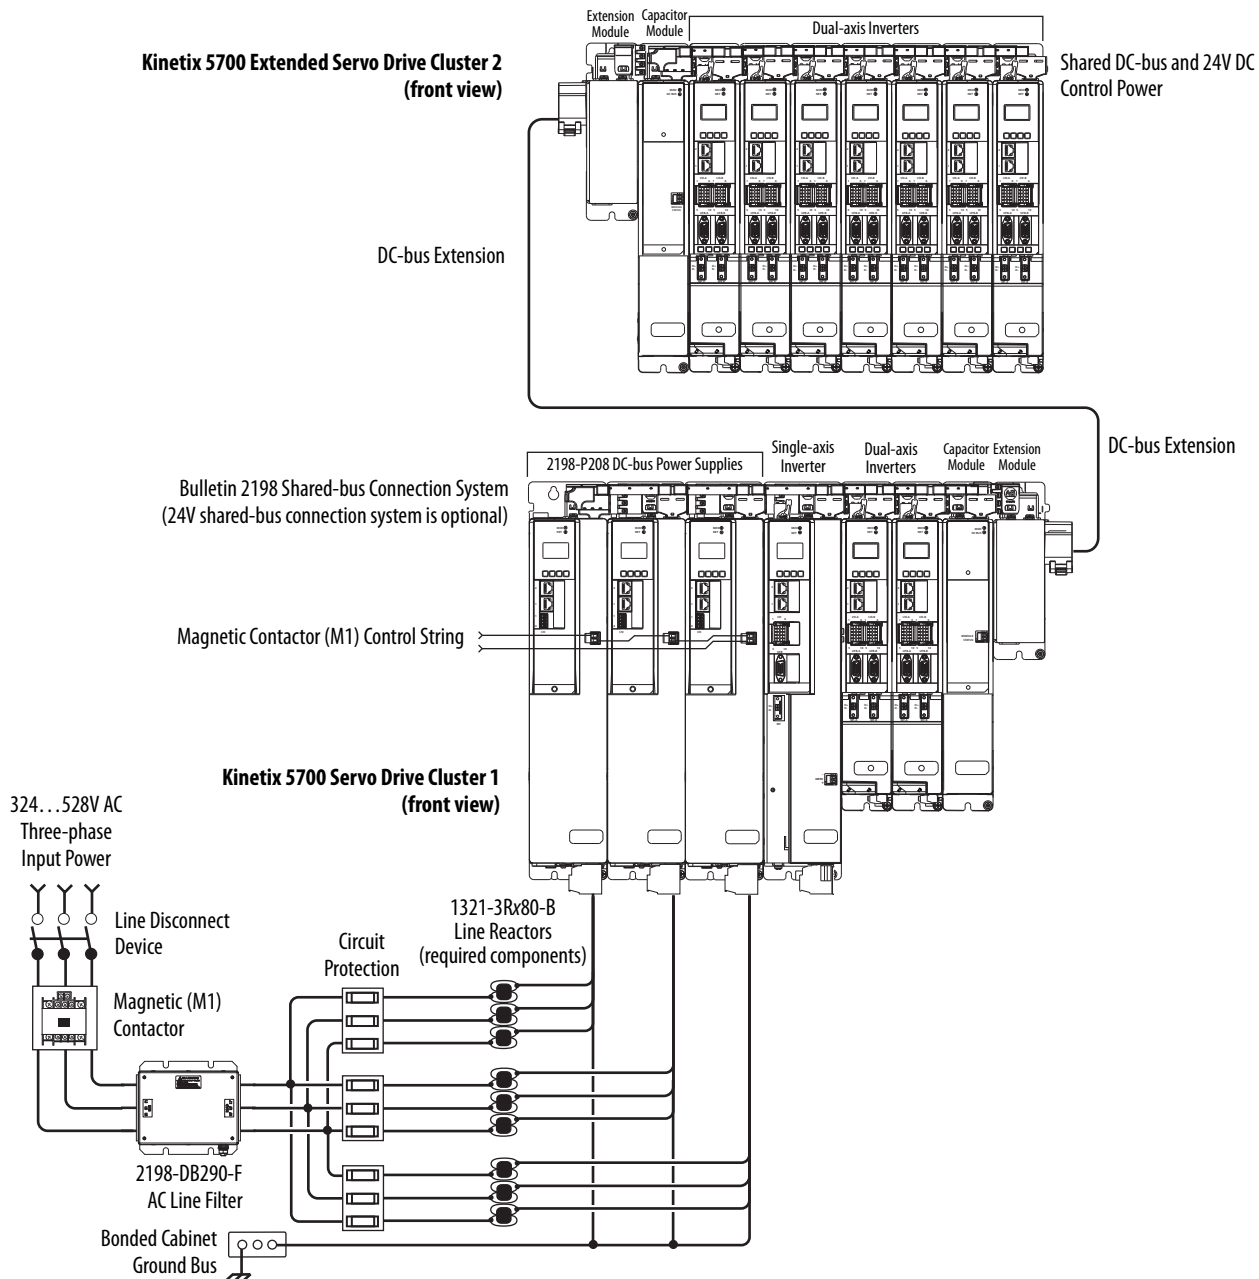 Extension
Module
Capacitor
Module
Dual-axis Inverters
Kinetix 5700 Extended Servo Drive Cluster 2
(front view)
Shared DC-bus and 24V DC
Control Power
DC-bus Extension
DC-bus Extension
2198-P208 DC-bus Power Supplies
Single-axis
Inverter
Dual-axis
Inverters
Capacitor
Module
Extension
Module
Bulletin 2198 Shared-bus Connection System
(24V shared-bus connection system is optional)
Magnetic Contactor (M1) Control String
Kinetix 5700 Servo Drive Cluster 1
(front view)
324…528V AC
Three-phase
Input Power
Line Disconnect
Device
Magnetic (M1)
Contactor
Circuit
Protection
1321-3Rx80-B
Line Reactors
(required components)
2198-DB290-F
AC Line Filter
Bonded Cabinet
Ground Bus